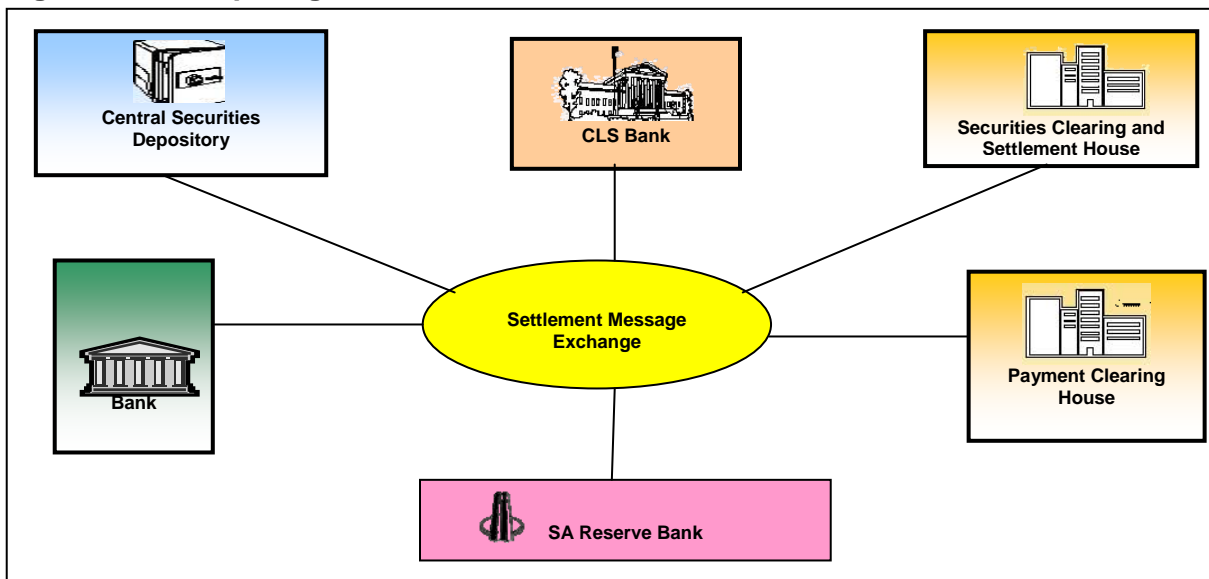 Central Securities
Depository
CLS Bank
Securities Clearing and
Settlement House
Settlement Message
Exchange
Bank
Payment Clearing
House
SA Reserve Bank